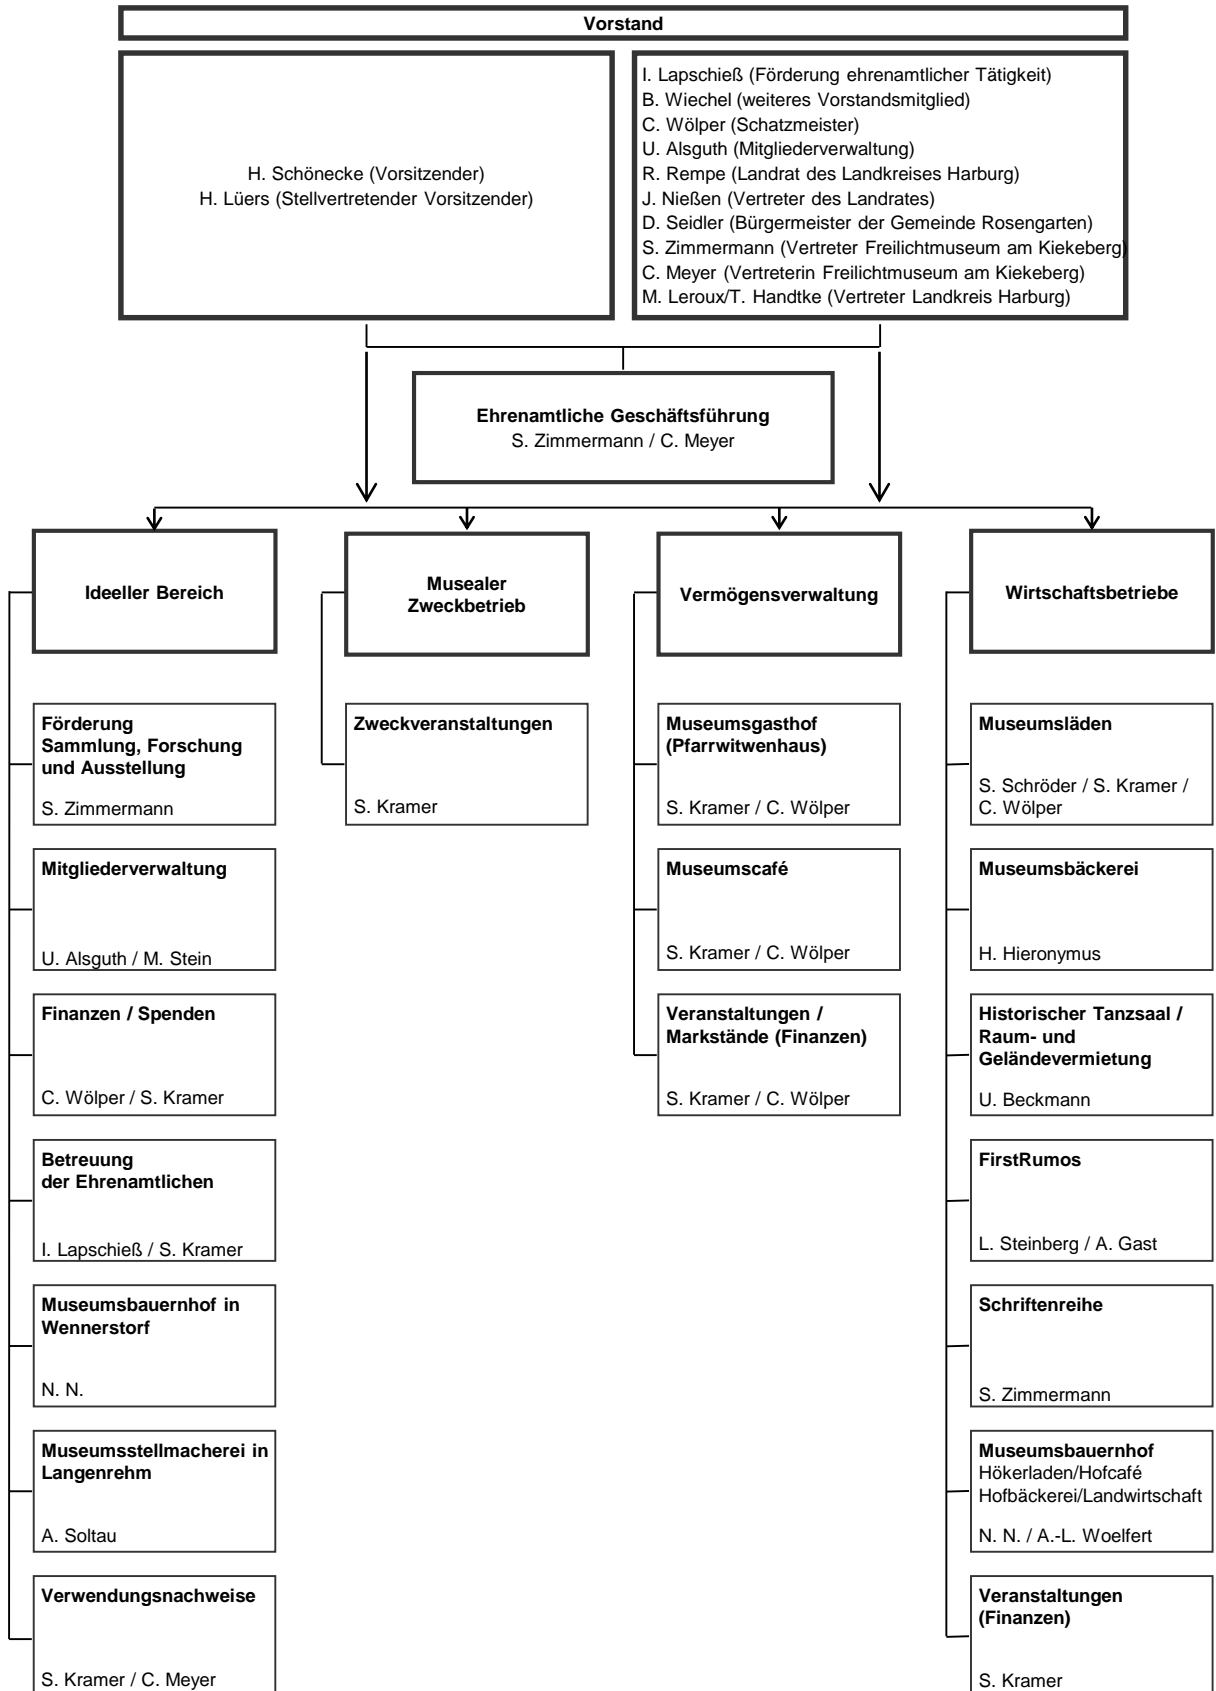 Vorstand
H. Schönecke (Vorsitzender)
H. Lüers (Stellvertretender Vorsitzender)
I. Lapschieß (Förderung ehrenamtlicher Tätigkeit)
B. Wiechel (weiteres Vorstandsmitglied)
C. Wölper (Schatzmeister)
U. Alsguth (Mitgliederverwaltung)
R. Rempe (Landrat des Landkreises Harburg)
J. Nießen (Vertreter des Landrates)
D. Seidler (Bürgermeister der Gemeinde Rosengarten)
S. Zimmermann (Vertreter Freilichtmuseum am Kiekeberg)
C. Meyer (Vertreterin Freilichtmuseum am Kiekeberg)
M. Leroux/T. Handtke (Vertreter Landkreis Harburg)
Ehrenamtliche Geschäftsführung
S. Zimmermann / C. Meyer
Ideeller Bereich
Förderung
Sammlung, Forschung
und Ausstellung
S. Zimmermann
Mitgliederverwaltung
U. Alsguth / M. Stein
Finanzen / Spenden
C. Wölper / S. Kramer
Betreuung
der Ehrenamtlichen
I. Lapschieß / S. Kramer
Museumsbauernhof in
Wennerstorf
N. N.
Museumsstellmacherei in
Langenrehm
A. Soltau
Verwendungsnachweise
S. Kramer / C. Meyer
Musealer
Zweckbetrieb
Zweckveranstaltungen
S. Kramer
Vermögensverwaltung
Museumsgasthof
(Pfarrwitwenhaus)
S. Kramer / C. Wölper
Museumscafé
S. Kramer / C. Wölper
Veranstaltungen /
Markstände (Finanzen)
S. Kramer / C. Wölper
Wirtschaftsbetriebe
Museumsläden
S. Schröder / S. Kramer /
C. Wölper
Museumsbäckerei
H. Hieronymus
Historischer Tanzsaal /
Raum- und
Geländevermietung
U. Beckmann
FirstRumos
L. Steinberg / A. Gast
Schriftenreihe
S. Zimmermann
Museumsbauernhof
Hökerladen/Hofcafé
Hofbäckerei/Landwirtschaft
N. N. / A.-L. Woelfert
Veranstaltungen
(Finanzen)
S. Kramer